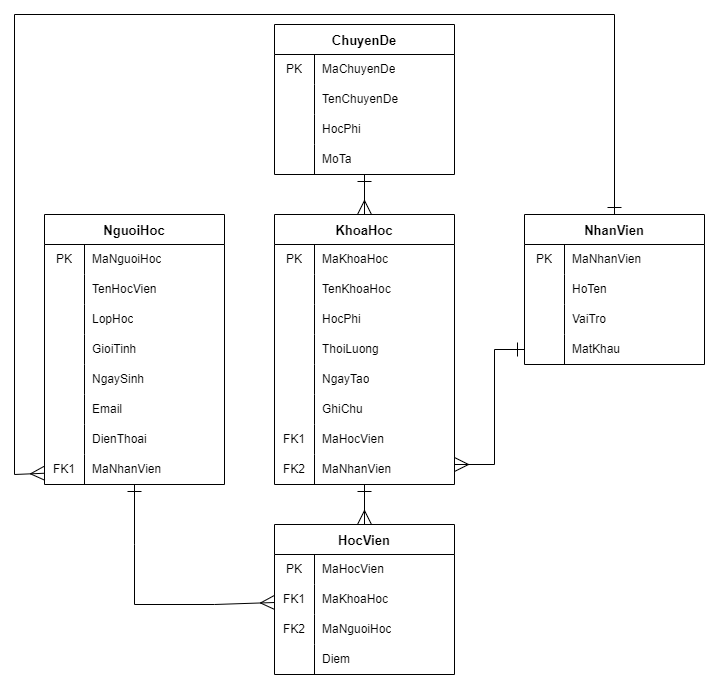 ChuyenDe
PK MaChuyenDe
TenChuyenDe
HocPhi
MoTa
NguoiHoc
PK MaNguoiHoc
TenHocVien
LopHoc
GioiTinh
NgaySinh
Email
DienThoai
FK1 MaNhanVien
KhoaHoc
PK MaKhoaHoc
TenKhoaHoc
HocPhi
ThoiLuong
NgayTao
GhiChu
FK1 MaHocVien
FK2 MaNhanVien
NhanVien
PK MaNhanVien
HoTen
VaiTro
MatKhau
HocVien
PK MaHocVien
FK1 MaKhoaHoc
FK2 MaNguoiHoc
Diem